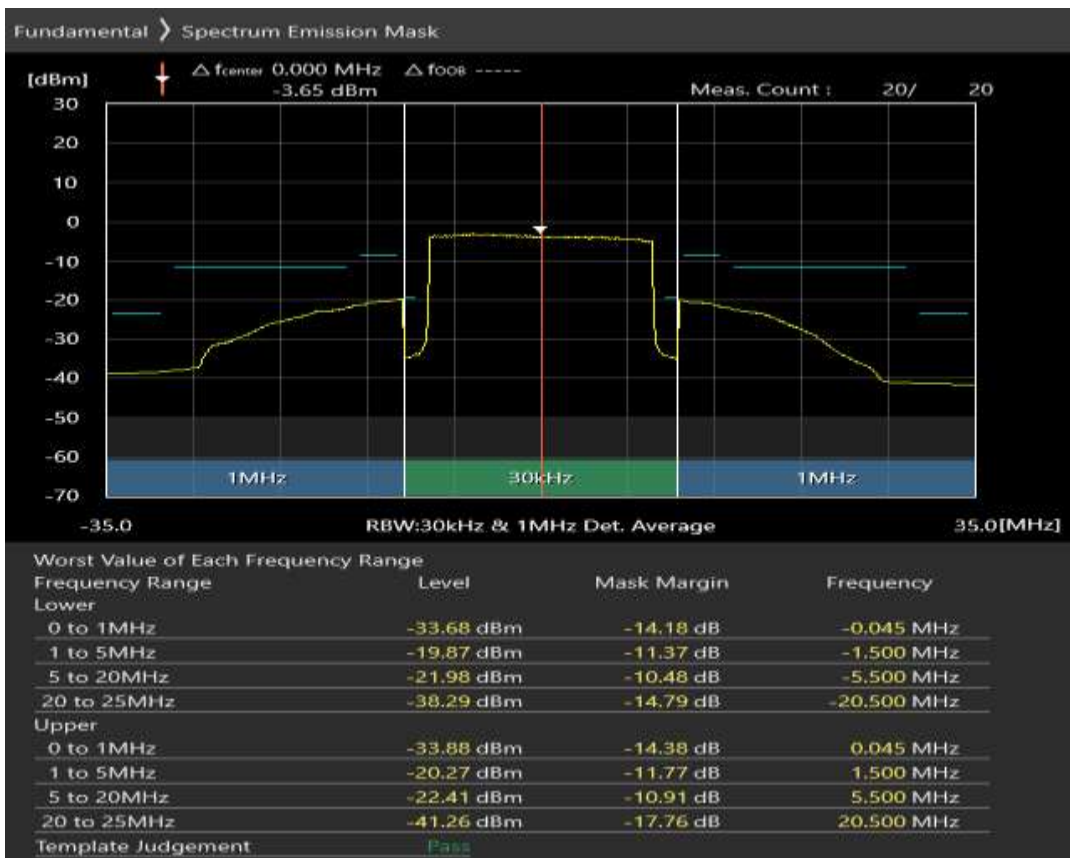 Fundamental ❯ Spectrum Emission Mask
[dBm] △ fcenter 0.000 MHz △ fOOB -----
-3.65 dBm Meas. Count : 20/ 20
30
20
10
0
-10
-20
-30
-40
-50
-60
1MHz 30kHz 1MHz
-70
-35.0 RBW:30kHz & 1MHz Det. Average 35.0[MHz]
Worst Value of Each Frequency Range
Frequency Range Level Mask Margin Frequency
Lower
0 to 1MHz -33.68 dBm -14.18 dB -0.045 MHz
1 to 5MHz -19.87 dBm -11.37 dB -1.500 MHz
5 to 20MHz -21.98 dBm -10.48 dB -5.500 MHz
20 to 25MHz -38.29 dBm -14.79 dB -20.500 MHz
Upper
0 to 1MHz -33.88 dBm -14.38 dB 0.045 MHz
1 to 5MHz -20.27 dBm -11.77 dB 1.500 MHz
5 to 20MHz -22.41 dBm -10.91 dB 5.500 MHz
20 to 25MHz -41.26 dBm -17.76 dB 20.500 MHz
Template Judgement Pass